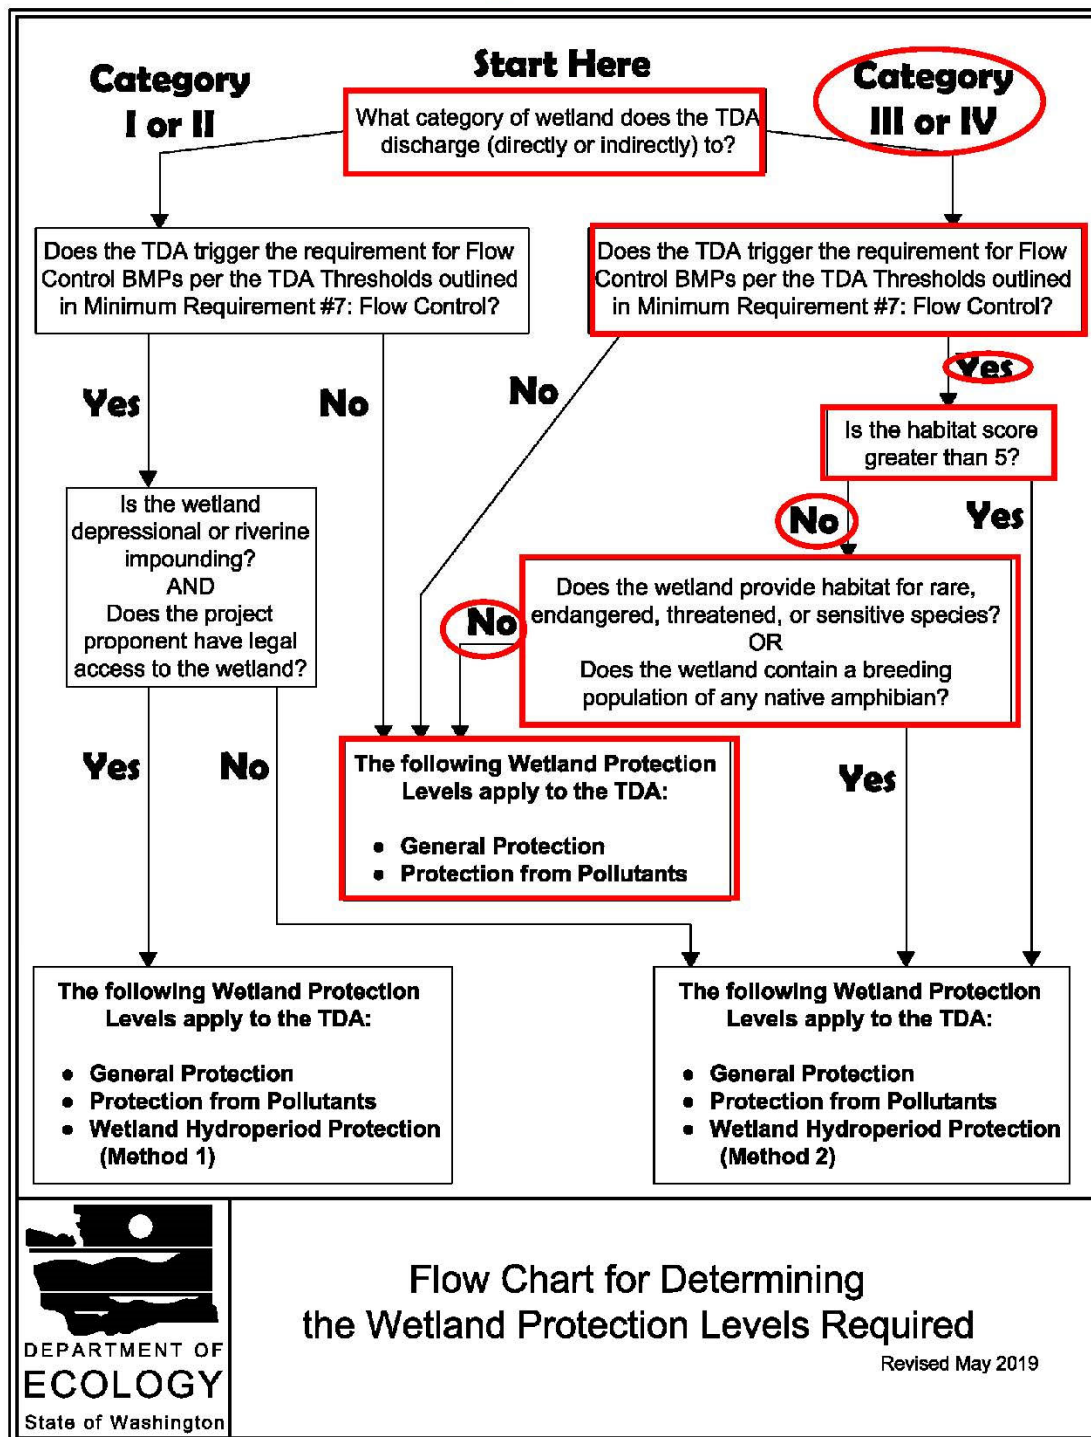 Start Here
Category
I or II
Category
III or IV
What category of wetland does the TDA
discharge (directly or indirectly) to?
Does the TDA trigger the requirement for Flow
Control BMPs per the TDA Thresholds outlined
in Minimum Requirement #7: Flow Control?
Does the TDA trigger the requirement for Flow
Control BMPs per the TDA Thresholds outlined
in Minimum Requirement #7: Flow Control?
Yes
No
No
Yes
Is the habitat score
greater than 5?
Is the wetland
depressional or riverine
impounding?
AND
Does the project
proponent have legal
access to the wetland?
No
Yes
Does the wetland provide habitat for rare,
endangered, threatened, or sensitive species?
OR
Does the wetland contain a breeding
population of any native amphibian?
No
Yes
No
Yes
The following Wetland Protection
Levels apply to the TDA:
● General Protection
● Protection from Pollutants
The following Wetland Protection
Levels apply to the TDA:
● General Protection
● Protection from Pollutants
● Wetland Hydroperiod Protection
(Method 1)
The following Wetland Protection
Levels apply to the TDA:
● General Protection
● Protection from Pollutants
● Wetland Hydroperiod Protection
(Method 2)
DEPARTMENT OF
ECOLOGY
State of Washington
Flow Chart for Determining
the Wetland Protection Levels Required
Revised May 2019